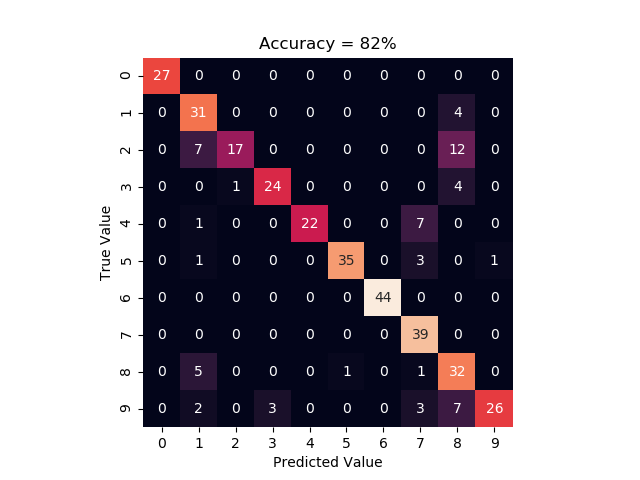 Accuracy = 82%
0 27 0 0 0 0 0 0 0 0 0
1 0 31 0 0 0 0 0 0 4 0
2 0 7 17 0 0 0 0 0 12 0
3 0 0 1 24 0 0 0 0 4 0
4 0 1 0 0 22 0 0 7 0 0
5 0 1 0 0 0 35 0 3 0 1
6 0 0 0 0 0 0 44 0 0 0
7 0 0 0 0 0 0 0 39 0 0
8 0 5 0 0 0 1 0 1 32 0
9 0 2 0 3 0 0 0 3 7 26
True Value
0 1 2 3 4 5 6 7 8 9
Predicted Value